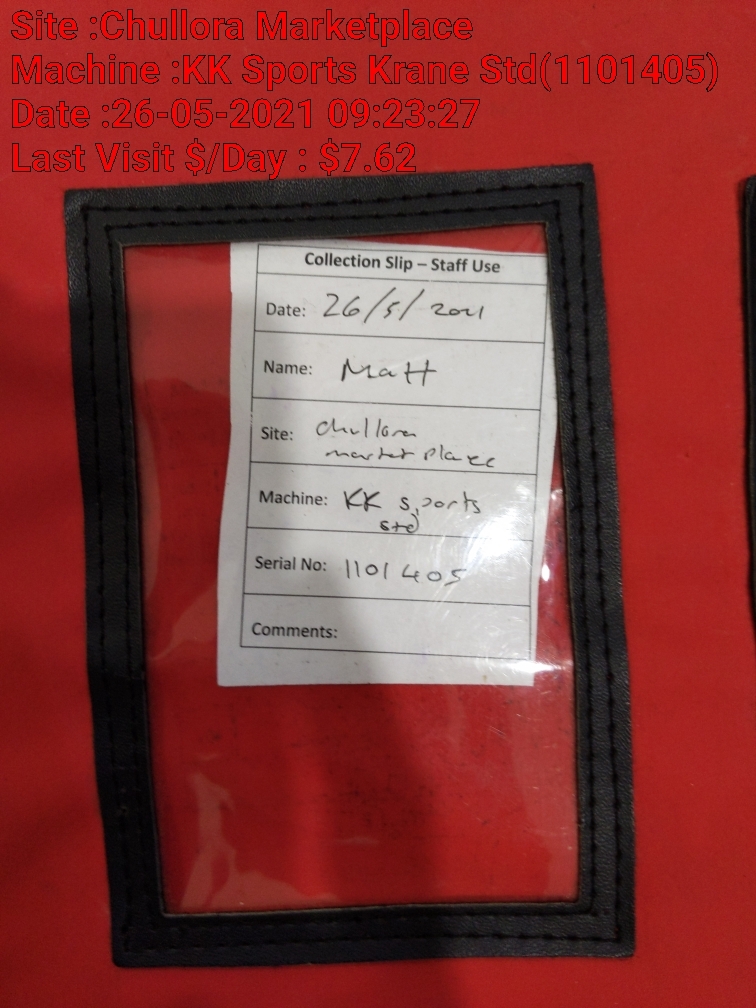 Site :Chullora Marketplace
Machine :KK Sports Krane Std(1101405)
Date :26-05-2021 09:23:27
Last Visit $/Day : $7.62
Collection Slip – Staff Use
Date: 26/5/2021
Name: Matt
Site: Chullora
market place
Machine: KK Sports
Std
Serial No: 1101405
Comments: